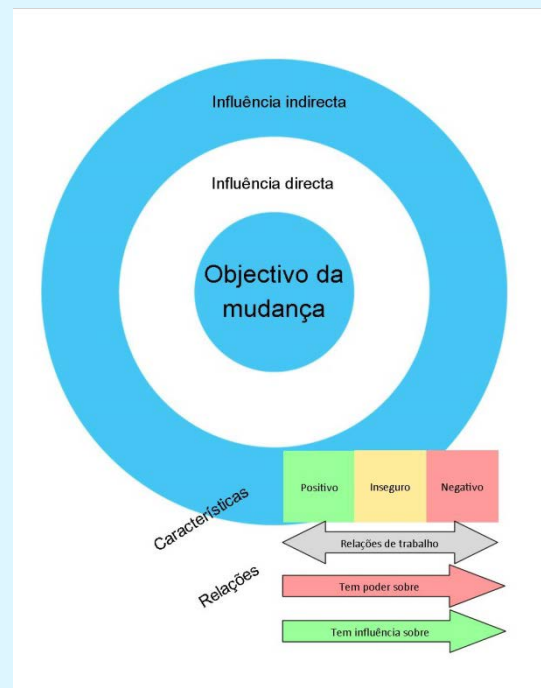 Influência indirecta
Influência directa
Objectivo da
mudança
Características
Positivo
Inseguro
Negativo
Relações
Relações de trabalho
Tem poder sobre
Tem influência sobre